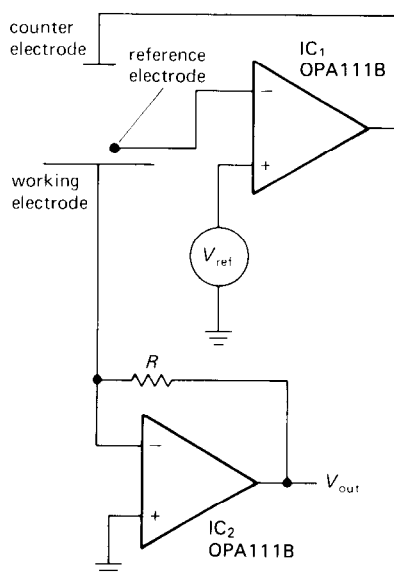 counter
electrode
reference
electrode
IC1
OPA111B
−
+
working
electrode
Vref
R
−
+
Vout
IC2
OPA111B